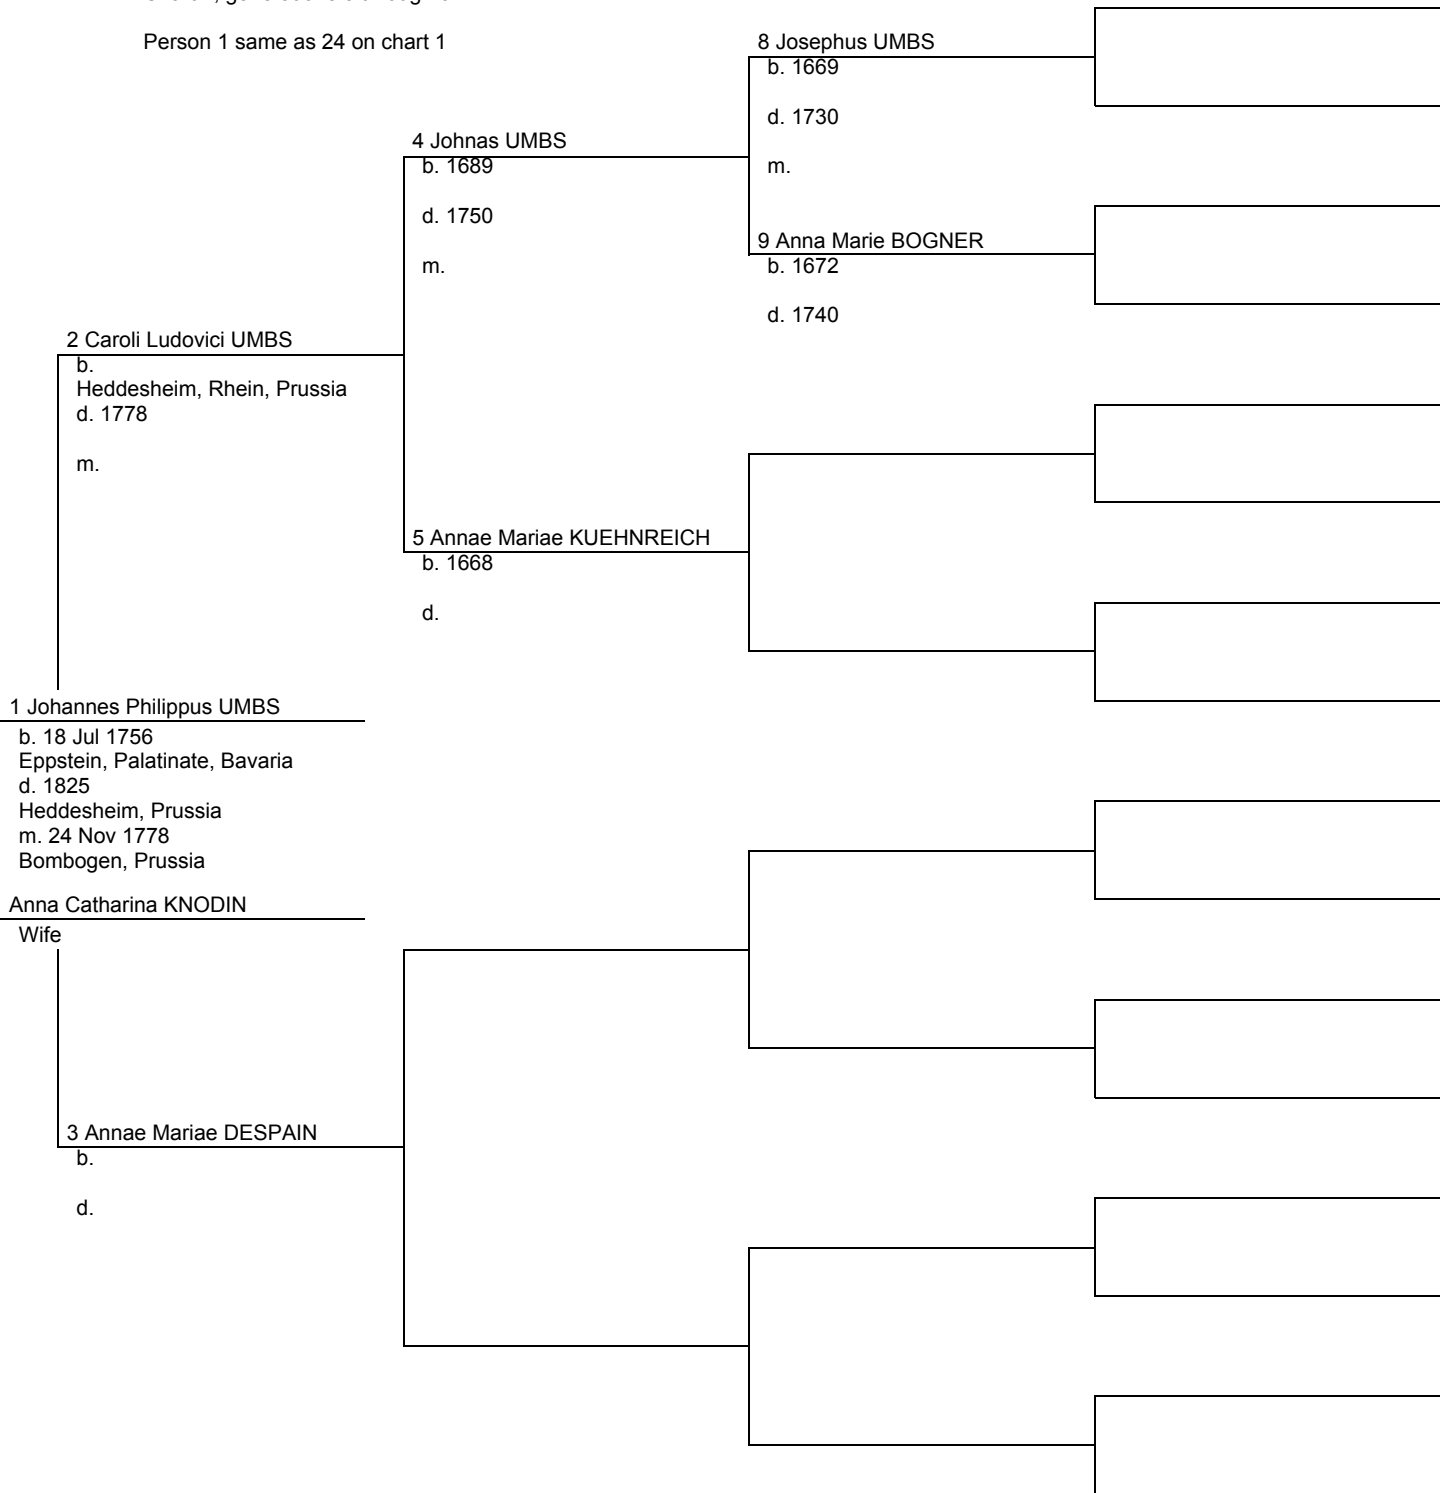 Person 1 same as 24 on chart 1
8 Josephus UMBS
b. 1669
d. 1730
m.
4 Johnas UMBS
b. 1689
d. 1750
m.
9 Anna Marie BOGNER
b. 1672
d. 1740
2 Caroli Ludovici UMBS
b.
Heddesheim, Rhein, Prussia
d. 1778
m.
5 Annae Mariae KUEHNREICH
b. 1668
d.
1 Johannes Philippus UMBS
b. 18 Jul 1756
Eppstein, Palatinate, Bavaria
d. 1825
Heddesheim, Prussia
m. 24 Nov 1778
Bombogen, Prussia
Anna Catharina KNODIN
Wife
3 Annae Mariae DESPAIN
b.
d.